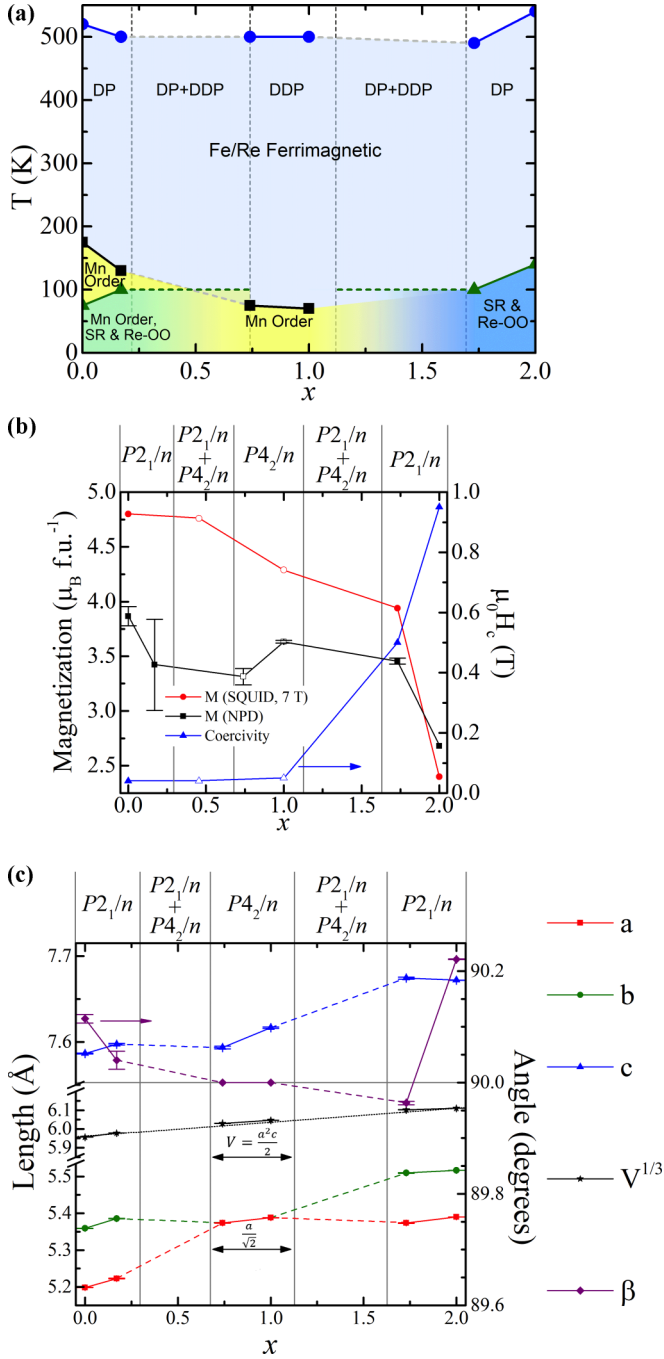 (a)
500
400
300
200
100
0
T (K)
DP
DP+DDP
DDP
DP+DDP
DP
Fe/Re Ferrimagnetic
Mn
Order
Mn Order,
SR & Re-OO
Mn Order
SR &
Re-OO
0.0
0.5
1.0
1.5
2.0
x
(b)
P2₁/n
P2₁/n
+
P4₂/n
P4₂/n
P2₁/n
+
P4₂/n
P2₁/n
5.0
4.5
4.0
3.5
3.0
2.5
Magnetization (μB f.u.⁻¹)
1.0
0.8
0.6
0.4
0.2
0.0
μ₀Hc (T)
M (SQUID, 7 T)
M (NPD)
Coercivity
0.0
0.5
1.0
1.5
2.0
x
(c)
P2₁/n
P2₁/n
+
P4₂/n
P4₂/n
P2₁/n
+
P4₂/n
P2₁/n
7.7
7.6
6.1
6.0
5.9
5.5
5.4
5.3
5.2
Length (Å)
90.2
90.0
89.8
89.6
Angle (degrees)
V = a²c/2
a/√2
0.0
0.5
1.0
1.5
2.0
x
a
b
c
V^1/3
β